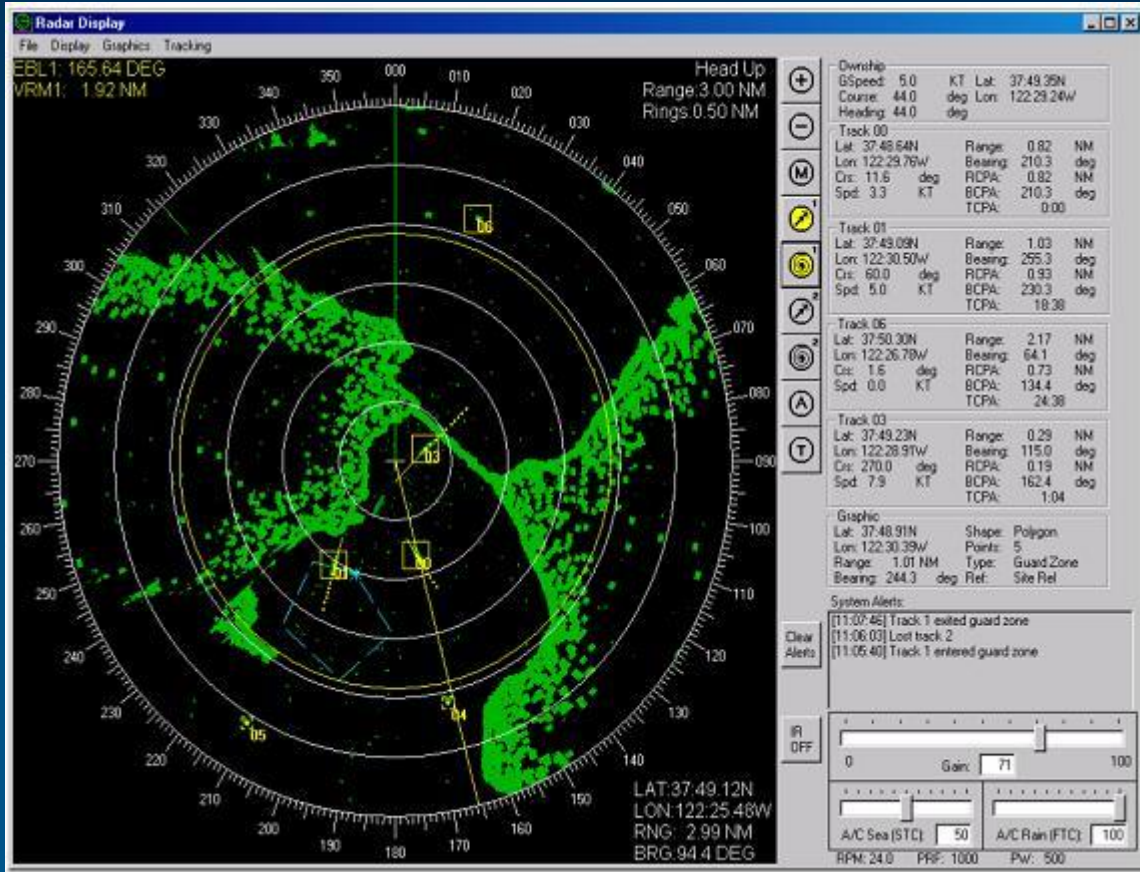 Radar Display
File Display Graphics Tracking
EBL1: 165.64 DEG
VRM1: 1.92 NM
Head Up
Range:3.00 NM
Rings:0.50 NM
000
010
020
030
040
050
060
070
080
090
100
110
120
130
140
150
160
170
180
190
200
210
220
230
240
250
260
270
280
290
300
310
320
330
340
350
06
03
00
01
04
05
LAT:37:49.12N
LON:122:25.48W
RNG: 2.99 NM
BRG:94.4 DEG
+
−
M
1
1
2
2
A
T
Ownship
GSpeed: 5.0 KT Lat: 37:49.35N
Course: 44.0 deg Lon: 122:29.24W
Heading: 44.0 deg
Track 00
Lat: 37:48.64N Range: 0.82 NM
Lon: 122:29.76W Bearing: 210.3 deg
Crs: 11.6 deg RCPA: 0.82 NM
Spd: 3.3 KT BCPA: 210.3 deg
TCPA: 0:00
Track 01
Lat: 37:49.09N Range: 1.03 NM
Lon: 122:30.50W Bearing: 255.3 deg
Crs: 60.0 deg RCPA: 0.93 NM
Spd: 5.0 KT BCPA: 230.3 deg
TCPA: 18:38
Track 06
Lat: 37:50.30N Range: 2.17 NM
Lon: 122:26.78W Bearing: 64.1 deg
Crs: 1.6 deg RCPA: 0.73 NM
Spd: 0.0 KT BCPA: 134.4 deg
TCPA: 24:38
Track 03
Lat: 37:49.23N Range: 0.29 NM
Lon: 122:28.91W Bearing: 115.0 deg
Crs: 270.0 deg RCPA: 0.19 NM
Spd: 7.9 KT BCPA: 162.4 deg
TCPA: 1:04
Graphic
Lat: 37:48.91N Shape: Polygon
Lon: 122:30.39W Points: 5
Range: 1.01 NM Type: Guard Zone
Bearing: 244.3 deg Ref: Site Rel
System Alerts:
[11:07:46] Track 1 exited guard zone
[11:06:03] Lost track 2
[11:05:40] Track 1 entered guard zone
Clear
Alerts
IR
OFF
0 Gain: 71 100
A/C Sea (STC): 50 A/C Rain (FTC): 100
RPM: 24.0 PRF: 1000 PW: 500